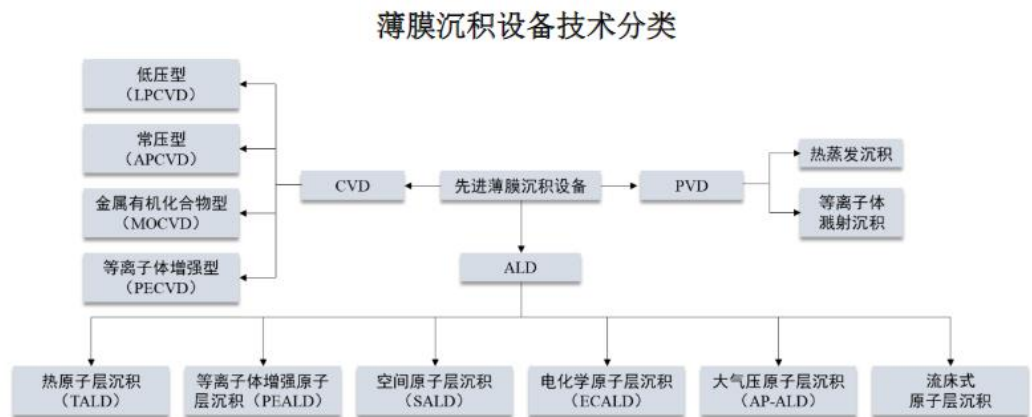 薄膜沉积设备技术分类
低压型
（LPCVD）
常压型
（APCVD）
金属有机化合物型
（MOCVD）
等离子体增强型
（PECVD）
CVD
先进薄膜沉积设备
PVD
热蒸发沉积
等离子体
溅射沉积
ALD
热原子层沉积
（TALD）
等离子体增强原子
层沉积（PEALD）
空间原子层沉积
（SALD）
电化学原子层沉积
（ECALD）
大气压原子层沉积
（AP-ALD）
流床式
原子层沉积